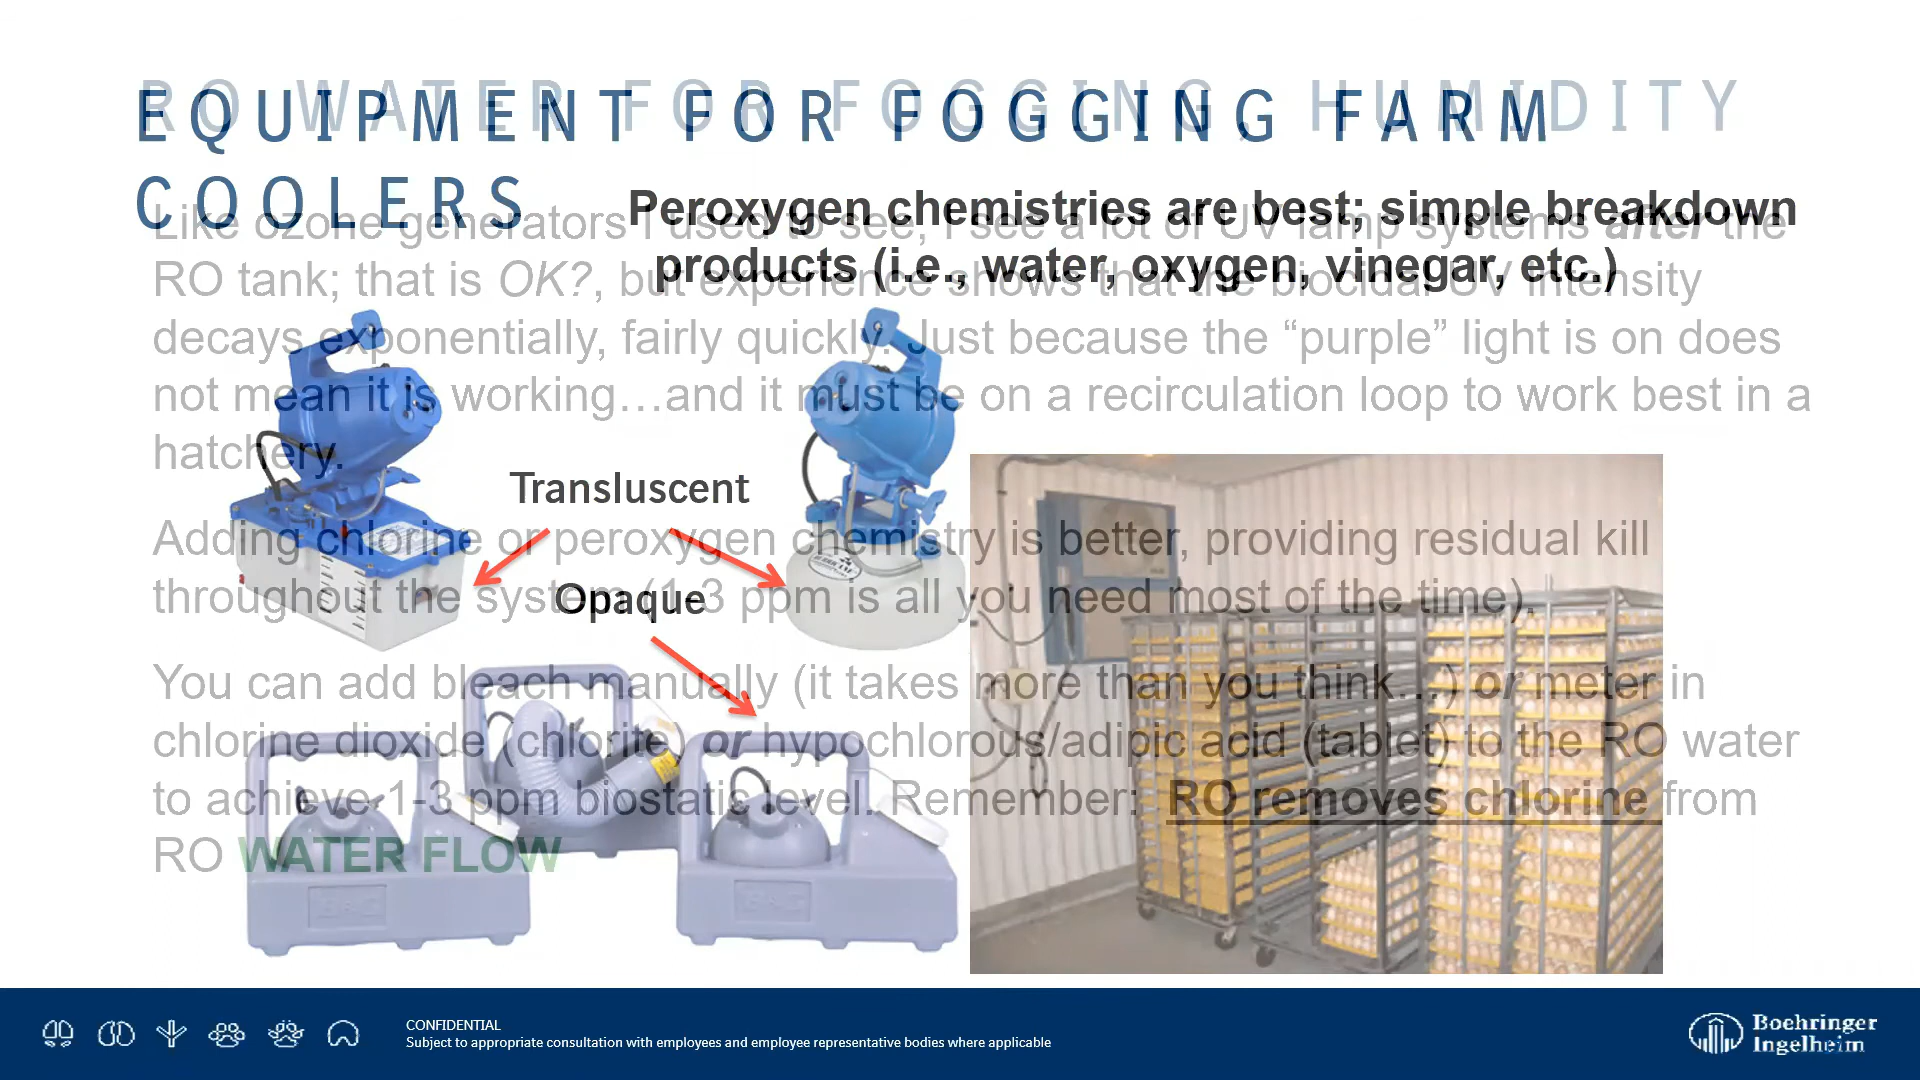 RO WATER FOR FOGGING, HUMIDITY
EQUIPMENT FOR FOGGING FARM
COOLERS
Peroxygen chemistries are best; simple breakdown
products (i.e., water, oxygen, vinegar, etc.)
Like ozone generators I used to see, I see a lot of UV lamp systems after the
RO tank; that is OK?, but experience shows that the biocidal UV intensity
decays exponentially, fairly quickly. Just because the “purple” light is on does
not mean it is working…and it must be on a recirculation loop to work best in a
hatchery.
Transluscent
Adding chlorine or peroxygen chemistry is better, providing residual kill
throughout the system (1-3 ppm is all you need most of the time).
Opaque
You can add bleach manually (it takes more than you think…) or meter in
chlorine dioxide (chlorite) or hypochlorous/adipic acid (tablet) to the RO water
to achieve 1-3 ppm biostatic level. Remember: RO removes chlorine from
RO WATER FLOW
CONFIDENTIAL
Subject to appropriate consultation with employees and employee representative bodies where applicable
Boehringer
Ingelheim